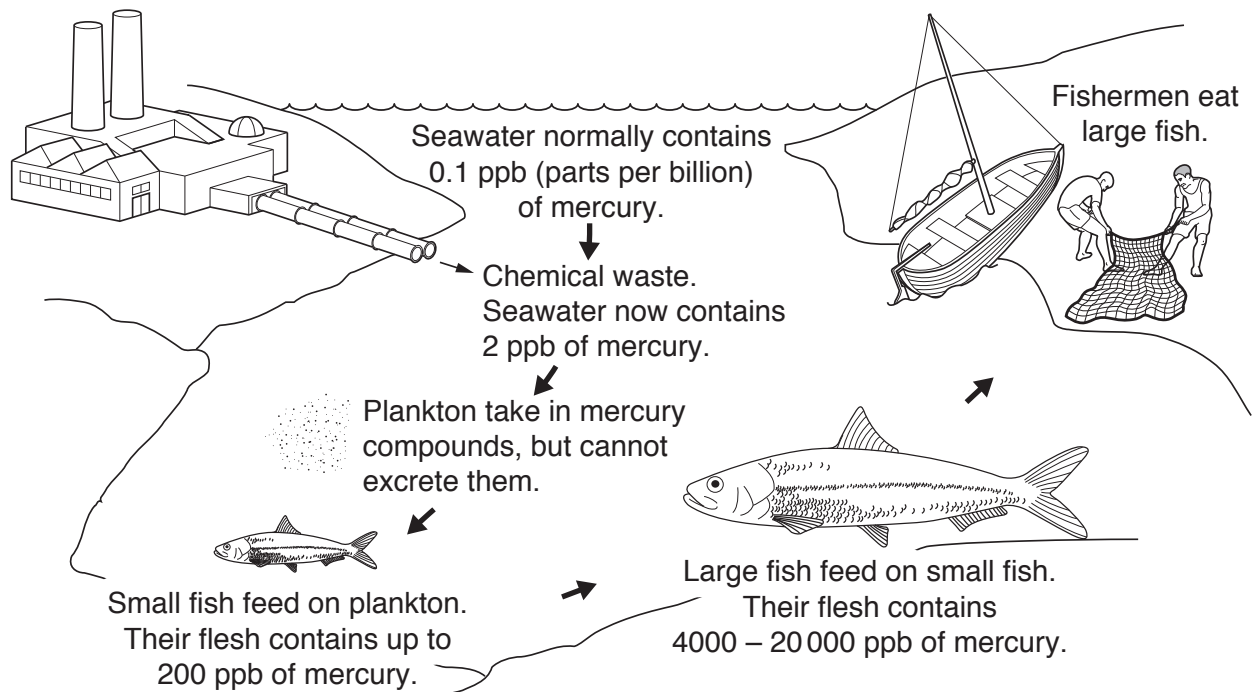 Seawater normally contains
0.1 ppb (parts per billion)
of mercury.
Fishermen eat
large fish.
Chemical waste.
Seawater now contains
2 ppb of mercury.
Plankton take in mercury
compounds, but cannot
excrete them.
Small fish feed on plankton.
Their flesh contains up to
200 ppb of mercury.
Large fish feed on small fish.
Their flesh contains
4000 – 20 000 ppb of mercury.